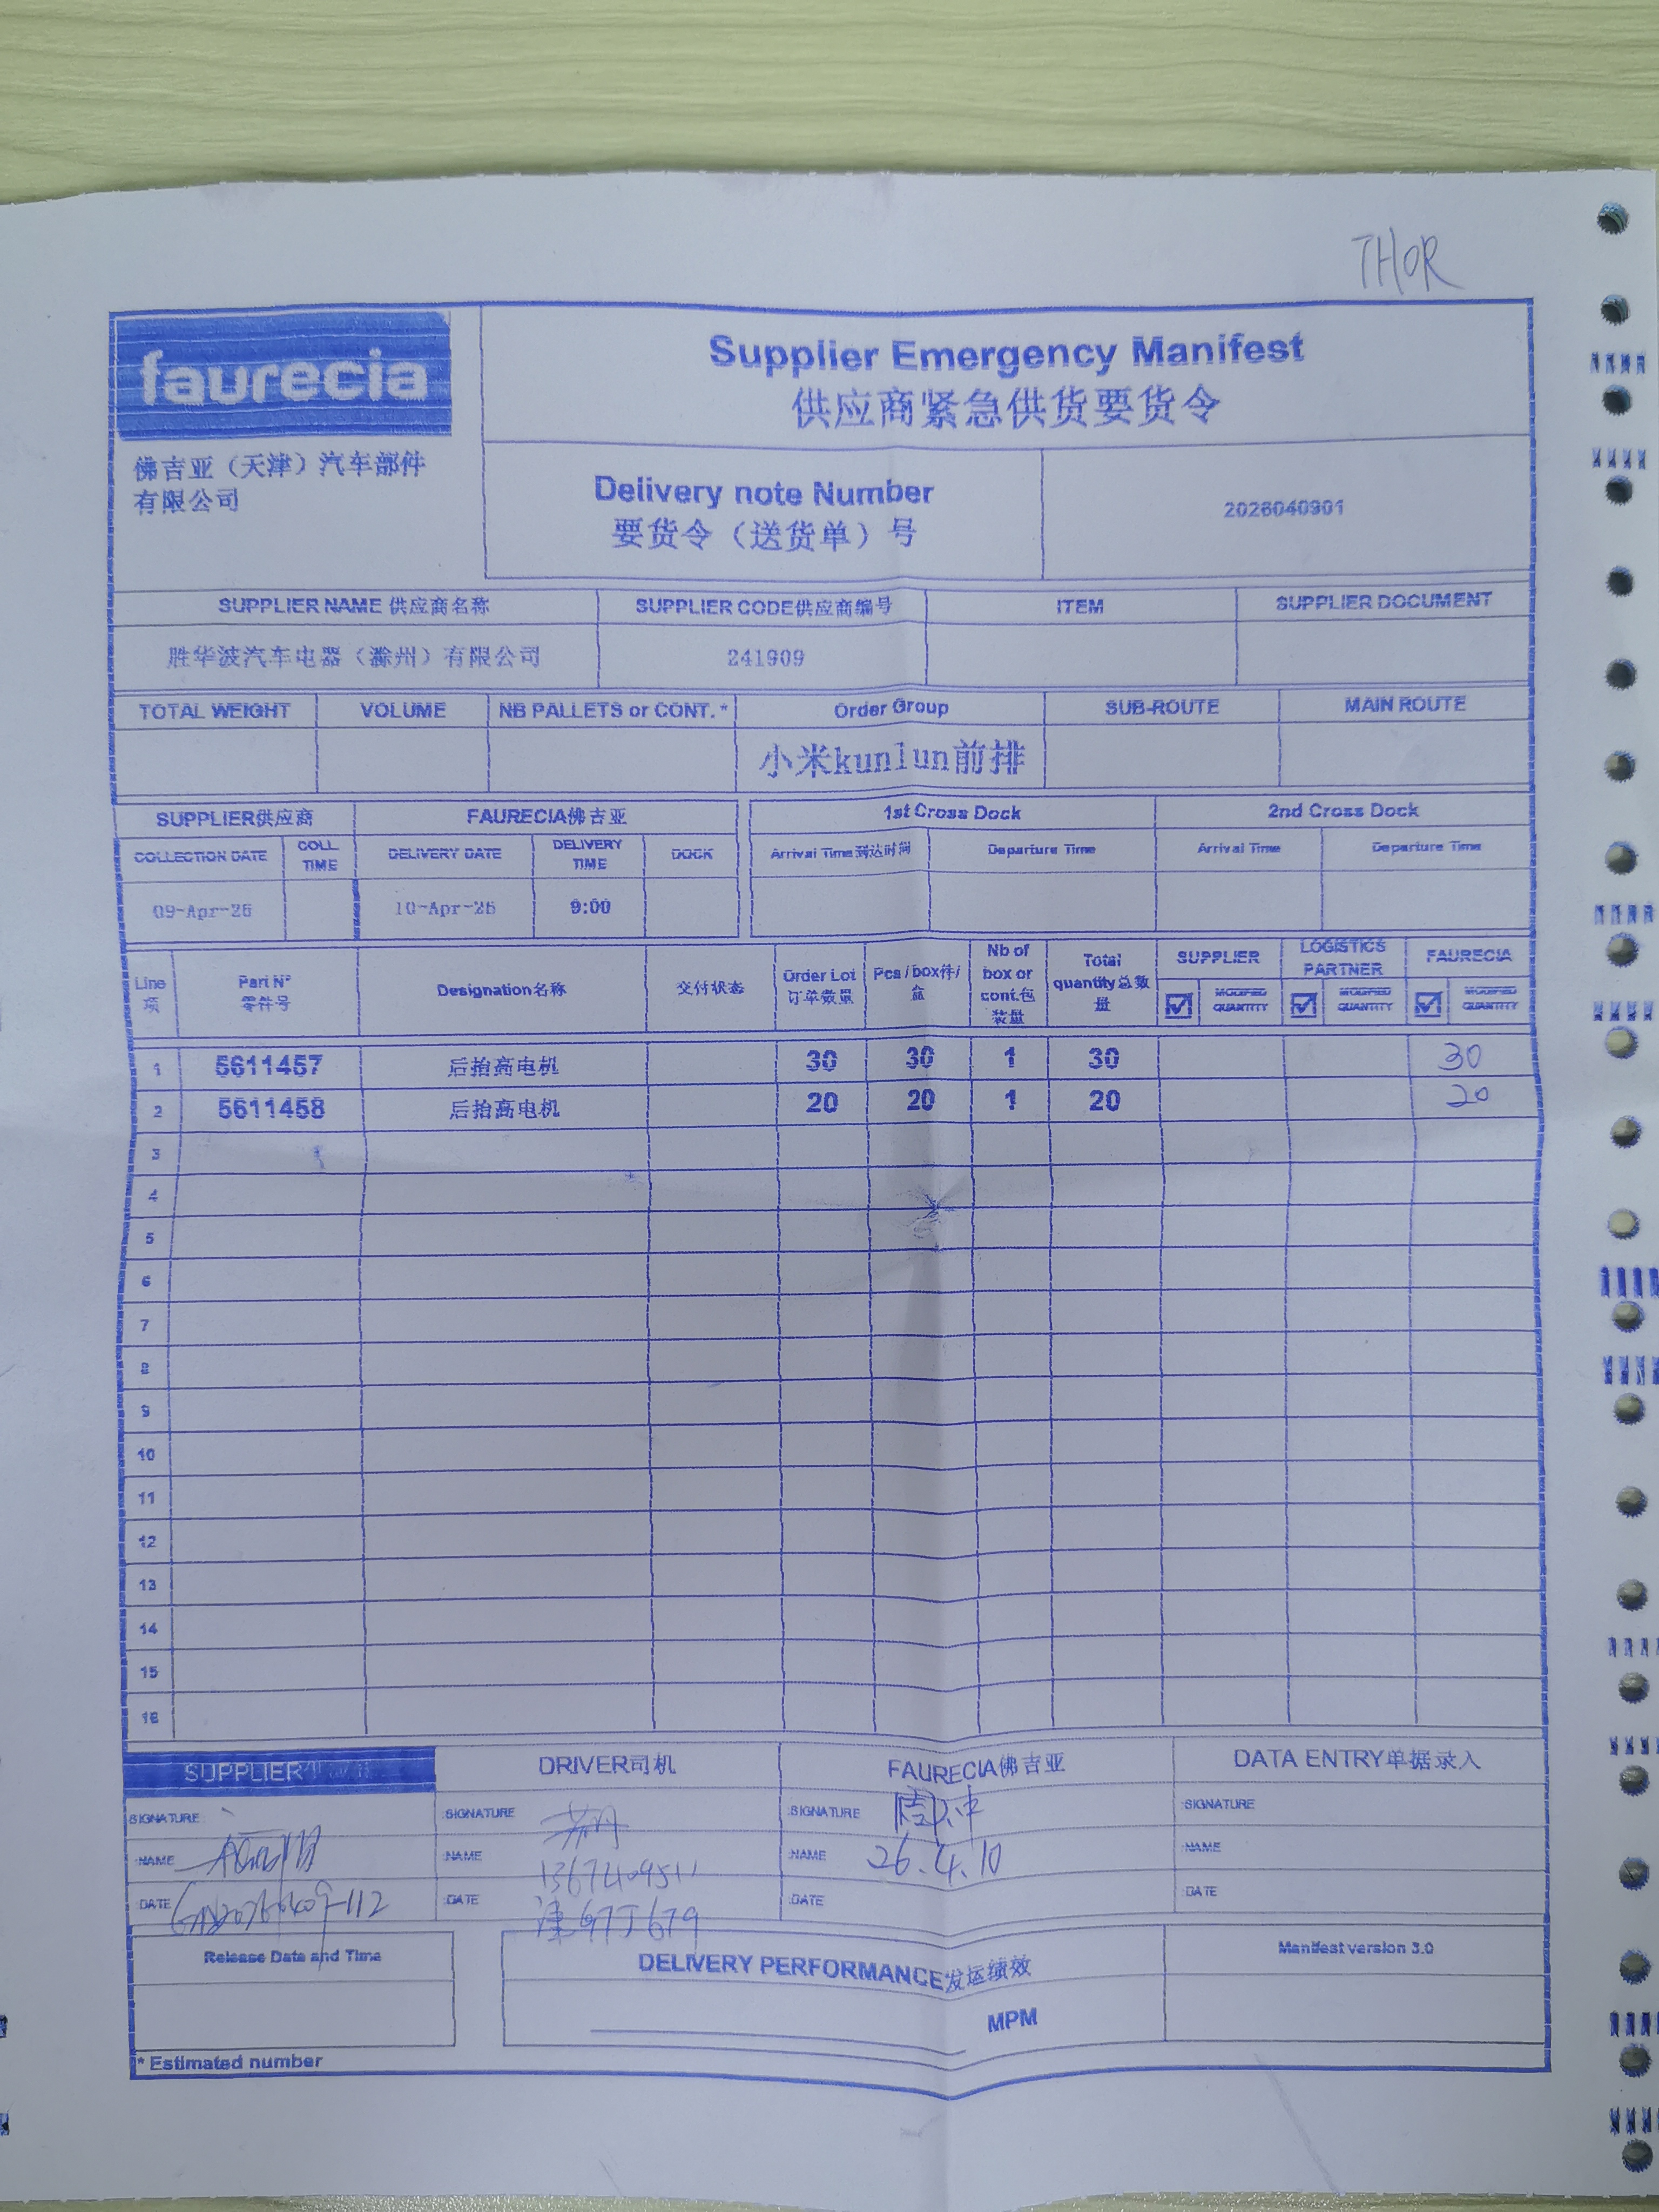 THOR
faurecia
佛吉亚（天津）汽车部件
有限公司
Supplier Emergency Manifest
供应商紧急供货要货令
Delivery note Number
要货令（送货单）号
2026040901
SUPPLIER NAME 供应商名称 SUPPLIER CODE供应商编号 ITEM SUPPLIER DOCUMENT
胜华波汽车电器（滁州）有限公司 241909
TOTAL WEIGHT VOLUME NB PALLETS or CONT. * Order Group SUB-ROUTE MAIN ROUTE
小米kunlun前排
SUPPLIER供应商 FAURECIA佛吉亚 1st Cross Dock 2nd Cross Dock
COLLECTION DATE COLL TIME DELIVERY DATE DELIVERY TIME DOCK Arrival Time 到达时间 Departure Time Arrival Time Departure Time
09-Apr-26 10-Apr-26 9:00
Line 项 Part N° 零件号 Designation名称 交付状态 Order Lot 订单数量 Pcs / box件/盒 Nb of box or cont.包装量 Total quantity总数量 SUPPLIER LOGISTICS PARTNER FAURECIA
MODIFIED QUANTITY MODIFIED QUANTITY MODIFIED QUANTITY
1 5611457 后抬高电机 30 30 1 30 30
2 5611458 后抬高电机 20 20 1 20 20
3
4
5
6
7
8
9
10
11
12
13
14
15
16
SUPPLIER DRIVER司机 FAURECIA佛吉亚 DATA ENTRY单据录入
SIGNATURE SIGNATURE SIGNATURE SIGNATURE
NAME NAME NAME 26.4.10 NAME
DATE DATE DATE DATE
Release Date and Time
DELIVERY PERFORMANCE发运绩效
MPM
Manifest version 3.0
* Estimated number